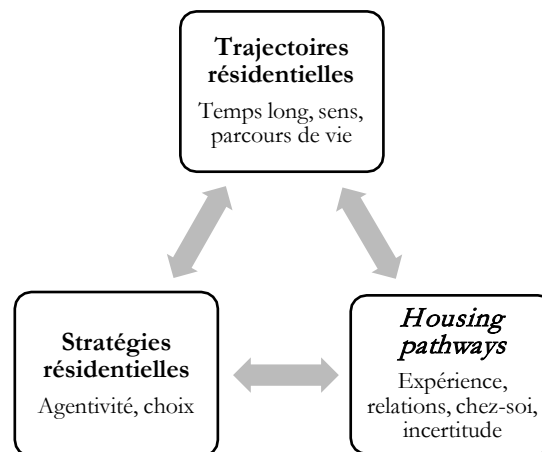 Trajectoires
résidentielles
Temps long, sens,
parcours de vie
Stratégies
résidentielles
Agentivité, choix
Housing
pathways
Expérience,
relations, chez-soi,
incertitude